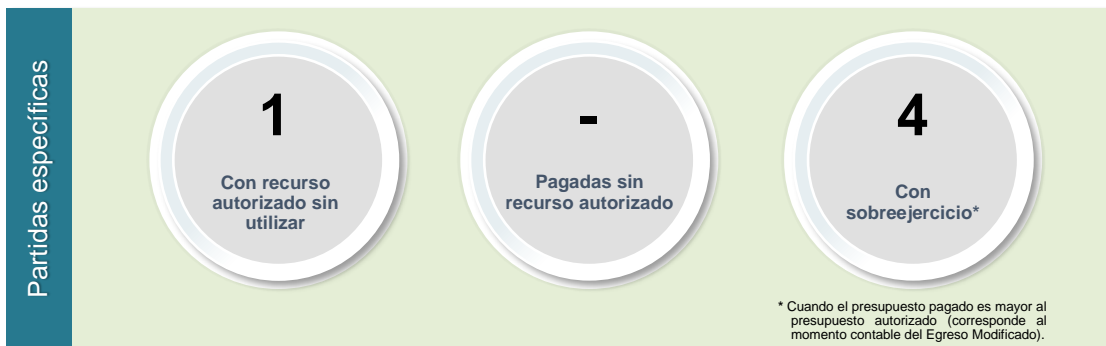 Partidas específicas
1
Con recurso
autorizado sin
utilizar
-
Pagadas sin
recurso autorizado
4
Con
sobreejercicio*
* Cuando el presupuesto pagado es mayor al
presupuesto autorizado (corresponde al
momento contable del Egreso Modificado).